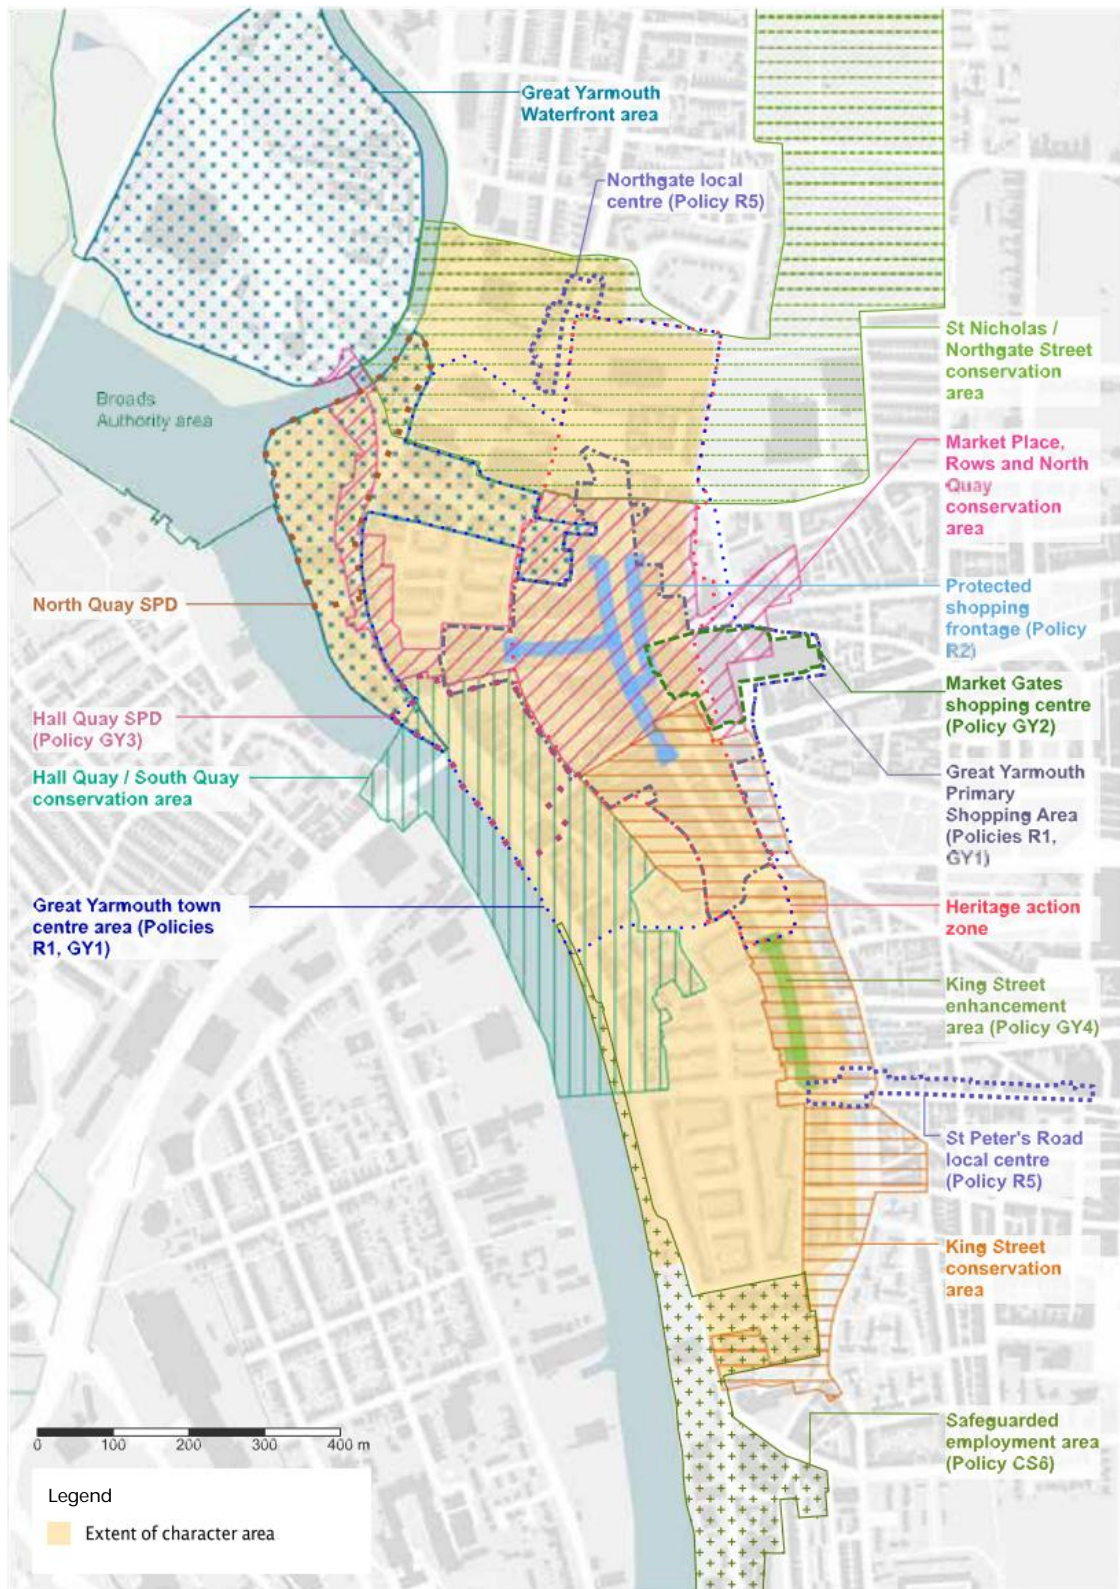 Great Yarmouth
Waterfront area
Northgate local
centre (Policy R5)
St Nicholas /
Northgate Street
conservation
area
Broads
Authority area
Market Place,
Rows and North
Quay
conservation
area
North Quay SPD
Protected
shopping
frontage (Policy
R2)
Market Gates
shopping centre
(Policy GY2)
Hall Quay SPD
(Policy GY3)
Hall Quay / South Quay
conservation area
Great Yarmouth
Primary
Shopping Area
(Policies R1,
GY1)
Great Yarmouth town
centre area (Policies
R1, GY1)
Heritage action
zone
King Street
enhancement
area (Policy GY4)
St Peter's Road
local centre
(Policy R5)
King Street
conservation
area
Safeguarded
employment area
(Policy CS6)
0 100 200 300 400 m
Legend
Extent of character area